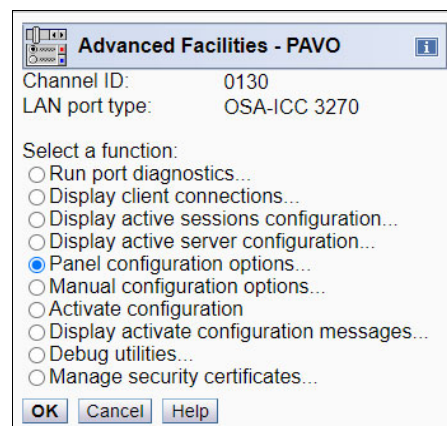 Advanced Facilities - PAVO
Channel ID: 0130
LAN port type: OSA-ICC 3270
Select a function:
Run port diagnostics...
Display client connections...
Display active sessions configuration...
Display active server configuration...
Panel configuration options...
Manual configuration options...
Activate configuration
Display activate configuration messages...
Debug utilities...
Manage security certificates...
OK Cancel Help